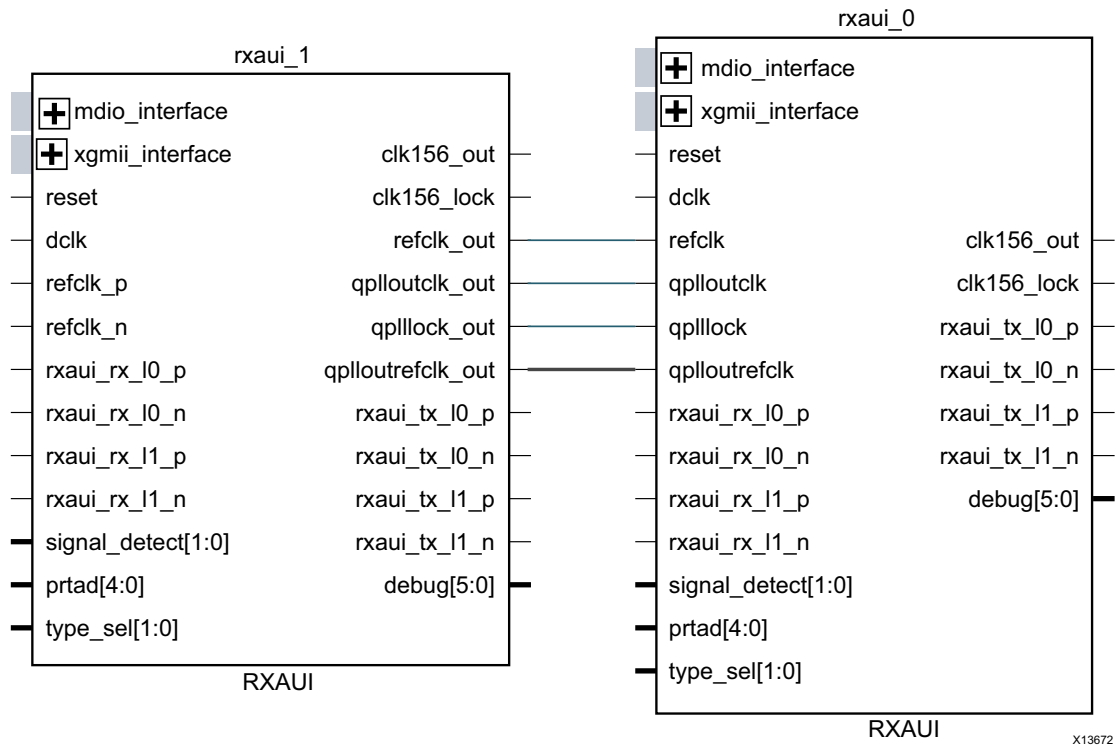 rxaui_1
mdio_interface
xgmii_interface
clk156_out
reset
clk156_lock
dclk
refclk_out
refclk_p
qplloutclk_out
refclk_n
qplllock_out
rxaui_rx_l0_p
qplloutrefclk_out
rxaui_rx_l0_n
rxaui_tx_l0_p
rxaui_rx_l1_p
rxaui_tx_l0_n
rxaui_rx_l1_n
rxaui_tx_l1_p
signal_detect[1:0]
rxaui_tx_l1_n
prtad[4:0]
debug[5:0]
type_sel[1:0]
RXAUI
rxaui_0
mdio_interface
xgmii_interface
reset
dclk
refclk
clk156_out
qplloutclk
clk156_lock
qplllock
rxaui_tx_l0_p
qplloutrefclk
rxaui_tx_l0_n
rxaui_rx_l0_p
rxaui_tx_l1_p
rxaui_rx_l0_n
rxaui_tx_l1_n
rxaui_rx_l1_p
debug[5:0]
rxaui_rx_l1_n
signal_detect[1:0]
prtad[4:0]
type_sel[1:0]
RXAUI
X13672